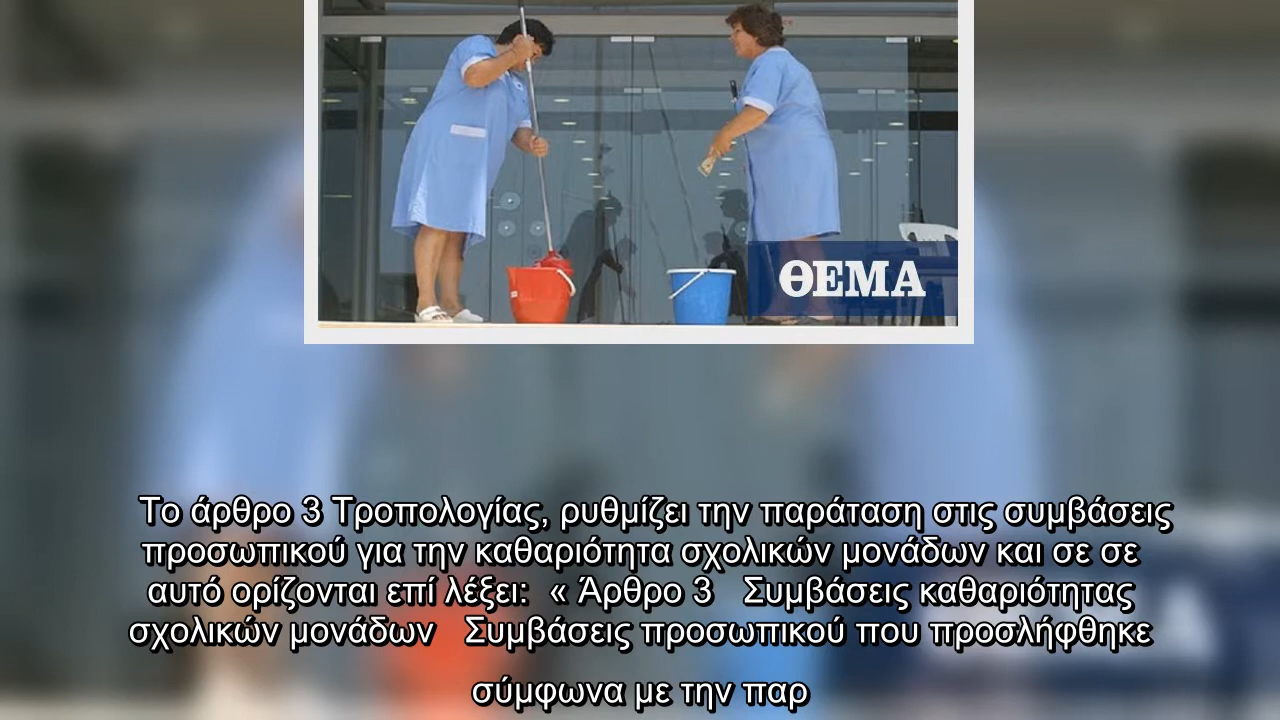 ΘΕΜΑ
Το άρθρο 3 Τροπολογίας, ρυθμίζει την παράταση στις συμβάσεις
προσωπικού για την καθαριότητα σχολικών μονάδων και σε σε
αυτό ορίζονται επί λέξει: « Άρθρο 3 Συμβάσεις καθαριότητας
σχολικών μονάδων Συμβάσεις προσωπικού που προσλήφθηκε
σύμφωνα με την παρ